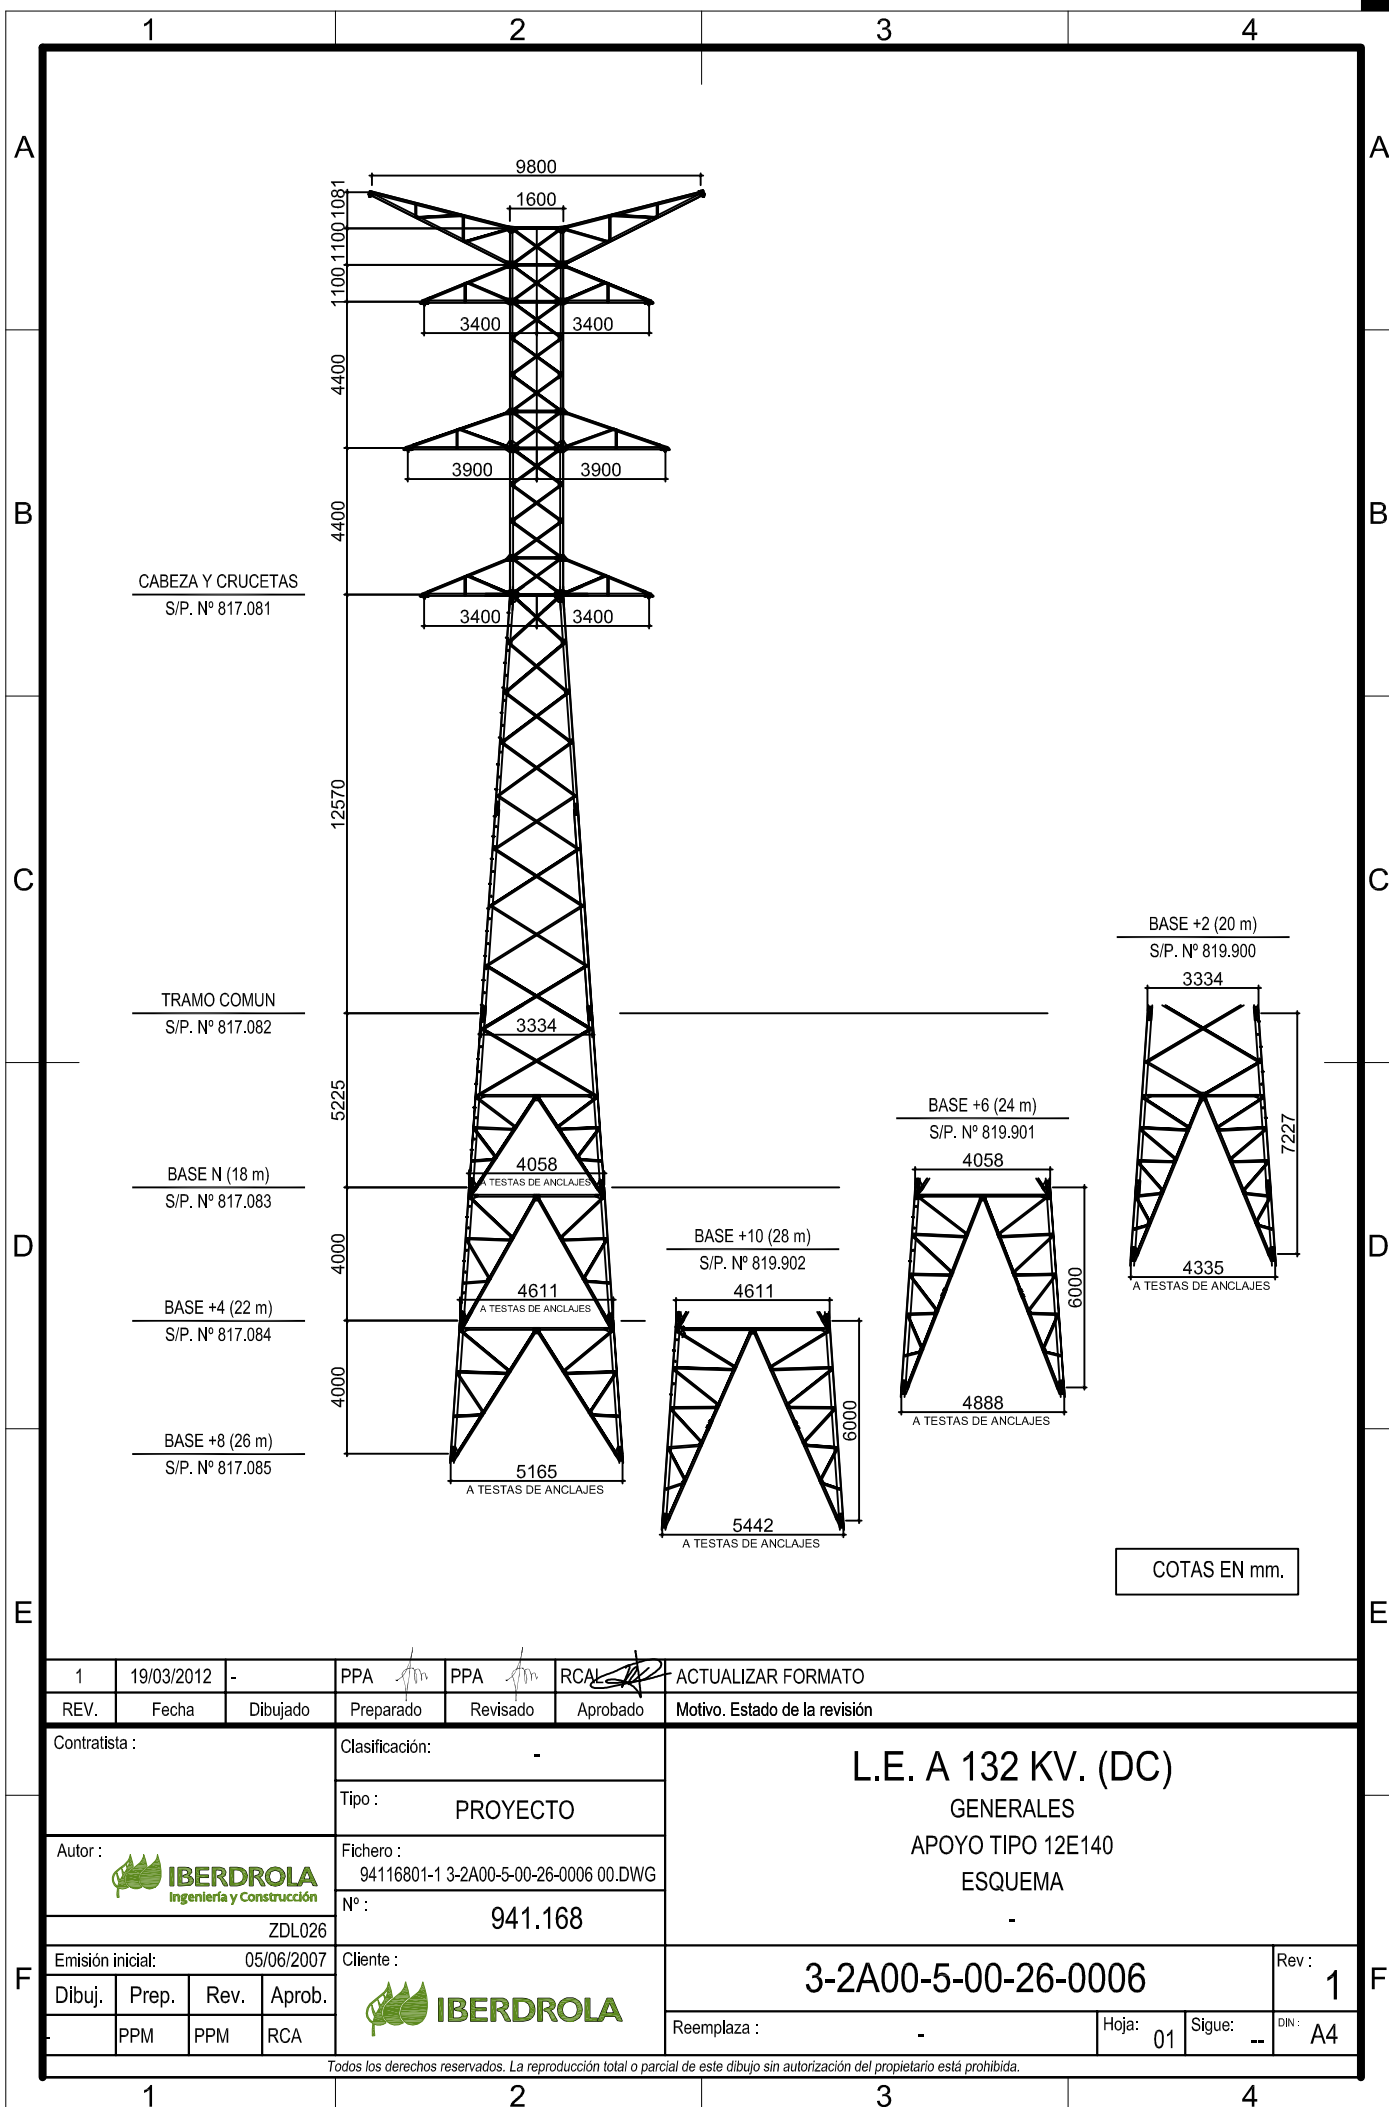 1 2 3 4
A A
B B
C C
D D
E E
F F
9800
1600
1081
1100
1100
3400 3400
4400
3900 3900
4400
CABEZA Y CRUCETAS
S/P. Nº 817.081
3400 3400
12570
TRAMO COMUN
S/P. Nº 817.082
3334
5225
BASE N (18 m)
S/P. Nº 817.083
4058
A TESTAS DE ANCLAJES
4000
BASE +4 (22 m)
S/P. Nº 817.084
4611
A TESTAS DE ANCLAJES
4000
BASE +8 (26 m)
S/P. Nº 817.085
5165
A TESTAS DE ANCLAJES
BASE +10 (28 m)
S/P. Nº 819.902
4611
6000
5442
A TESTAS DE ANCLAJES
BASE +6 (24 m)
S/P. Nº 819.901
4058
6000
4888
A TESTAS DE ANCLAJES
BASE +2 (20 m)
S/P. Nº 819.900
3334
7227
4335
A TESTAS DE ANCLAJES
COTAS EN mm.
1 19/03/2012 - PPA PPA RCAL ACTUALIZAR FORMATO
REV. Fecha Dibujado Preparado Revisado Aprobado Motivo. Estado de la revisión
Contratista :
Clasificación: -
Tipo : PROYECTO
Autor :
IBERDROLA
Ingeniería y Construcción
ZDL026
Fichero :
94116801-1 3-2A00-5-00-26-0006 00.DWG
Nº : 941.168
L.E. A 132 KV. (DC)
GENERALES
APOYO TIPO 12E140
ESQUEMA
-
Emisión inicial: 05/06/2007
Dibuj. Prep. Rev. Aprob.
- PPM PPM RCA
Cliente :
IBERDROLA
3-2A00-5-00-26-0006
Rev : 1
Reemplaza : -
Hoja: 01
Sigue: --
DIN : A4
Todos los derechos reservados. La reproducción total o parcial de este dibujo sin autorización del propietario está prohibida.
1 2 3 4